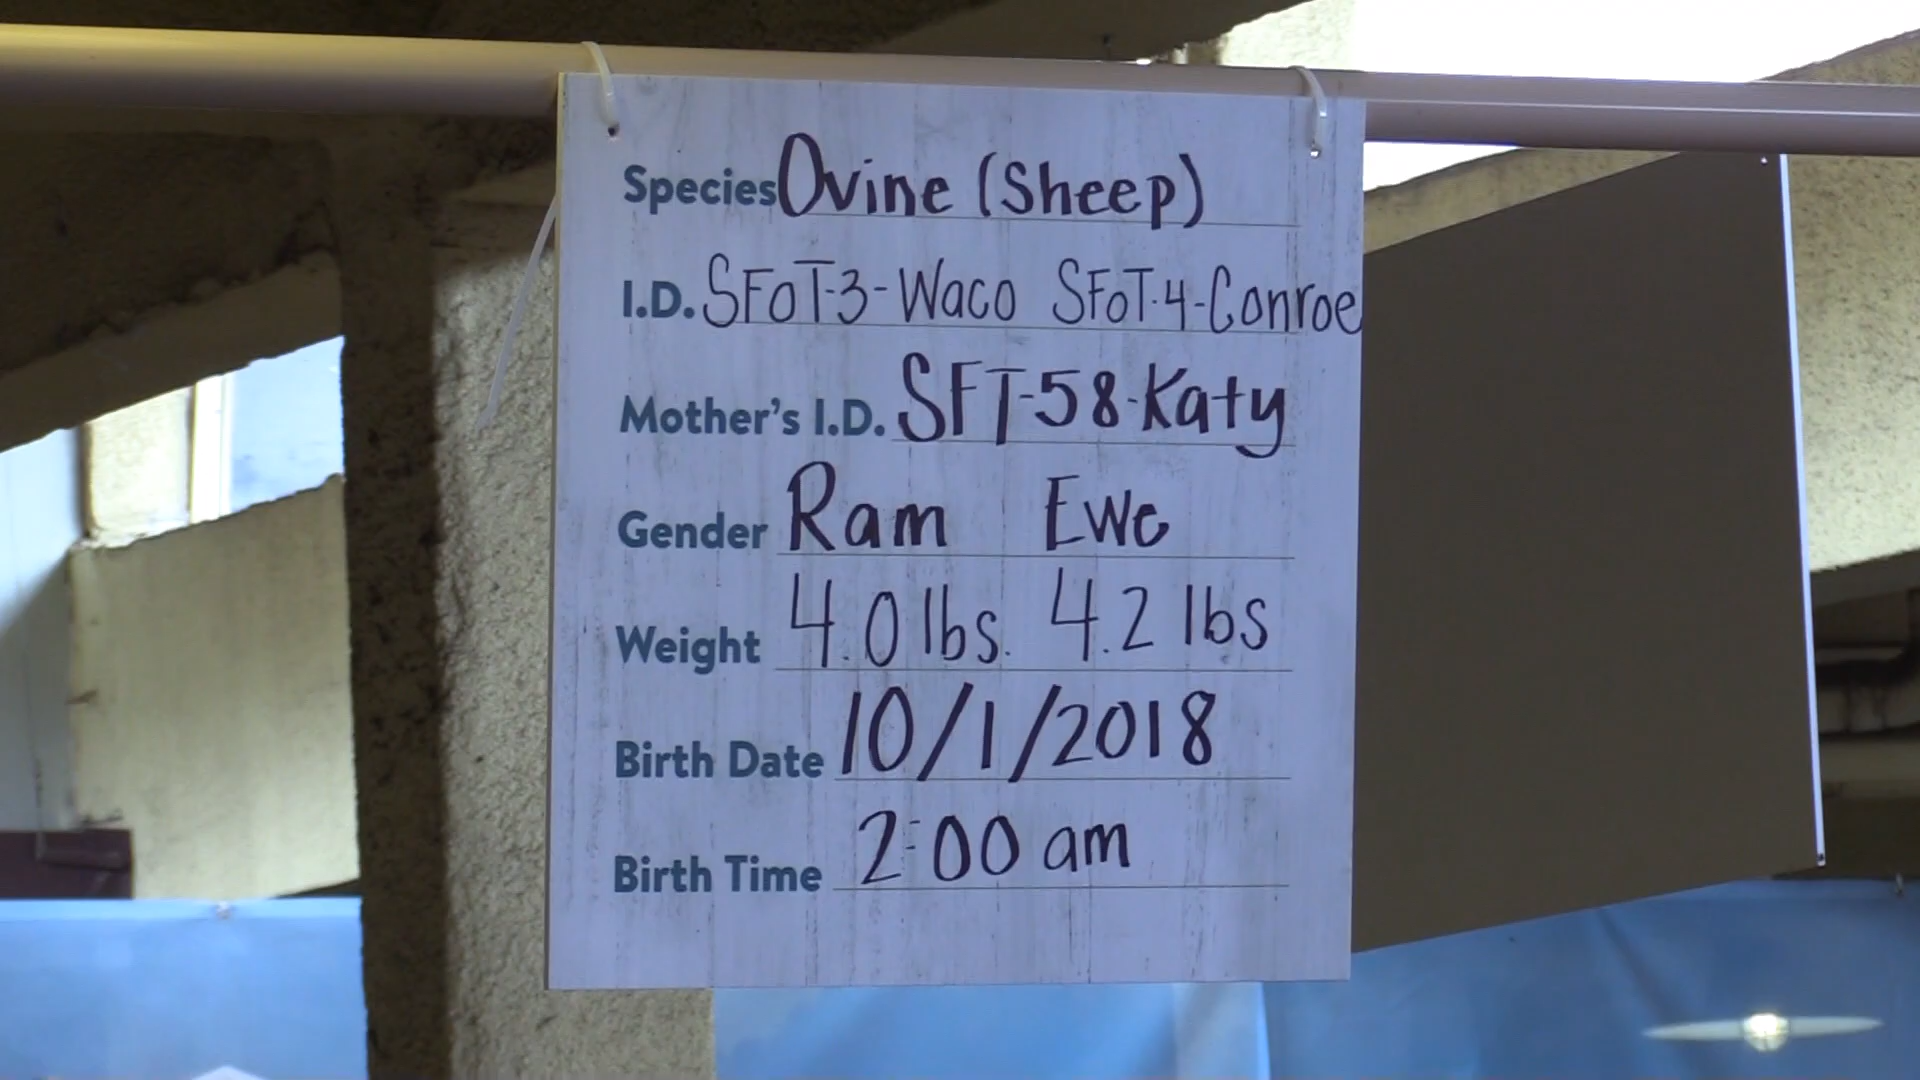 Species Ovine (Sheep)
I.D. SFoT-3-Waco SFoT-4-Conroe
Mother's I.D. SFT-58-Katy
Gender Ram Ewe
Weight 4.0 lbs. 4.2 lbs
Birth Date 10/1/2018
Birth Time 2:00 am